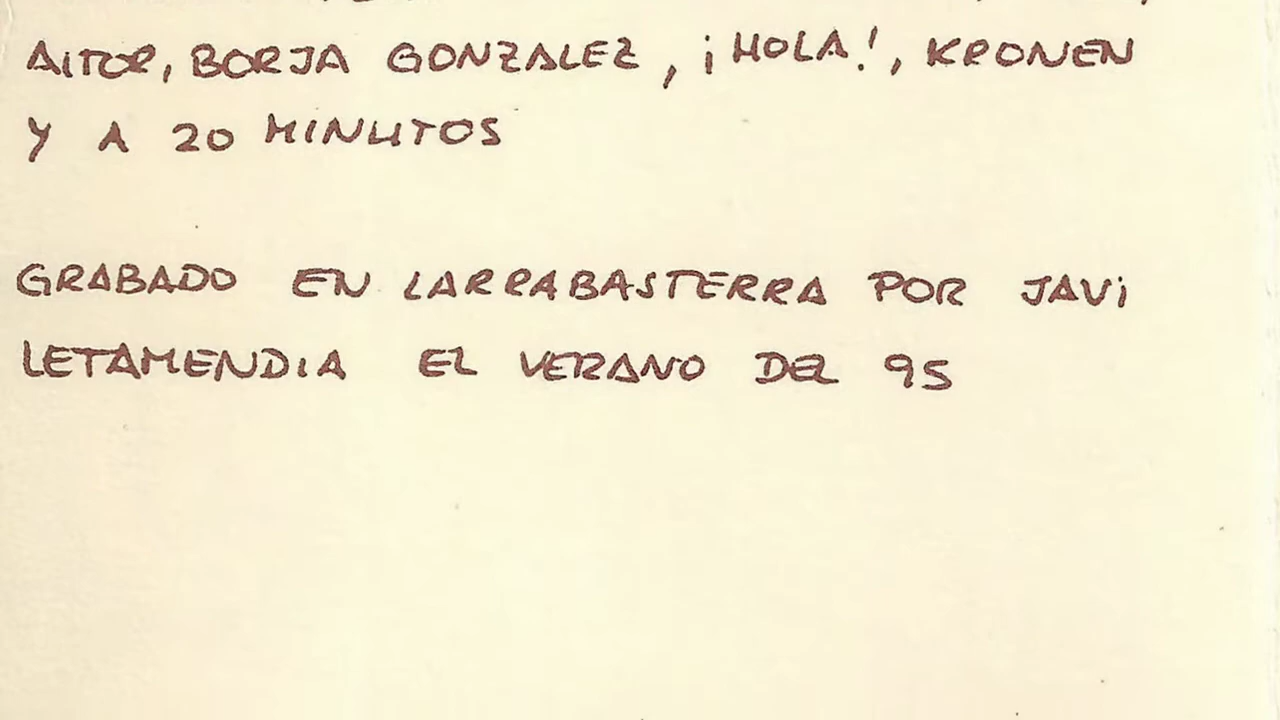 AITOR, BORJA GONZALEZ, ¡HOLA!, KRONEN
Y A 20 MINUTOS
GRABADO EN LARRABASTERRA POR JAVI
LETAMENDIA EL VERANO DEL 95